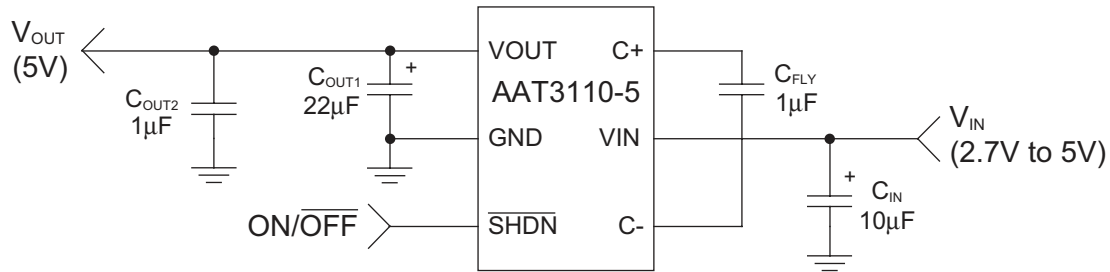 VOUT
(5V)
COUT2
1μF
COUT1
22μF
+
VOUT
C+
AAT3110-5
GND
VIN
SHDN
C-
ON/OFF
CFLY
1μF
VIN
(2.7V to 5V)
+
CIN
10μF